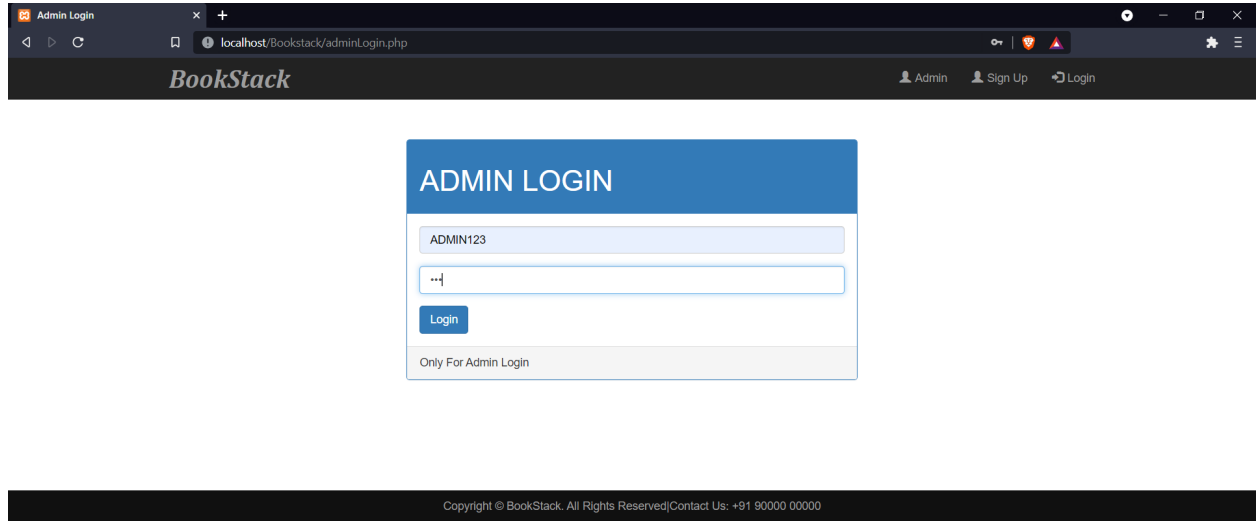 Admin Login
localhost/Bookstack/adminLogin.php
BookStack
Admin Sign Up Login
ADMIN LOGIN
ADMIN123
•••
Login
Only For Admin Login
Copyright © BookStack. All Rights Reserved|Contact Us: +91 90000 00000